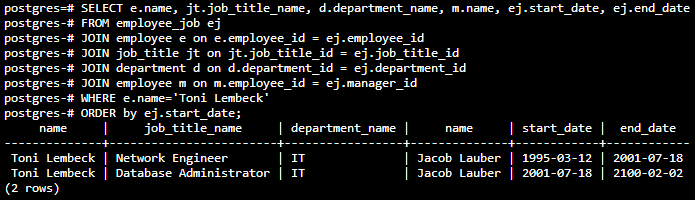 postgres=# SELECT e.name, jt.job_title_name, d.department_name, m.name, ej.start_date, ej.end_date
postgres-# FROM employee_job ej
postgres-# JOIN employee e on e.employee_id = ej.employee_id
postgres-# JOIN job_title jt on jt.job_title_id = ej.job_title_id
postgres-# JOIN department d on d.department_id = ej.department_id
postgres-# JOIN employee m on m.employee_id = ej.manager_id
postgres-# WHERE e.name='Toni Lembeck'
postgres-# ORDER by ej.start_date;
     name     |    job_title_name      | department_name |     name     | start_date |  end_date
--------------+------------------------+-----------------+--------------+------------+------------
 Toni Lembeck | Network Engineer       | IT              | Jacob Lauber | 1995-03-12 | 2001-07-18
 Toni Lembeck | Database Administrator | IT              | Jacob Lauber | 2001-07-18 | 2100-02-02
(2 rows)